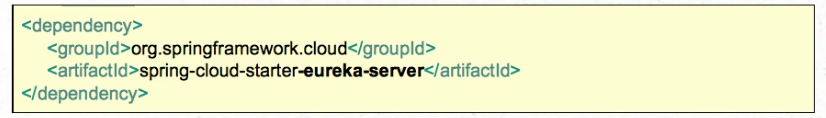 <dependency>
<groupId>org.springframework.cloud</groupId>
<artifactId>spring-cloud-starter-eureka-server</artifactId>
</dependency>